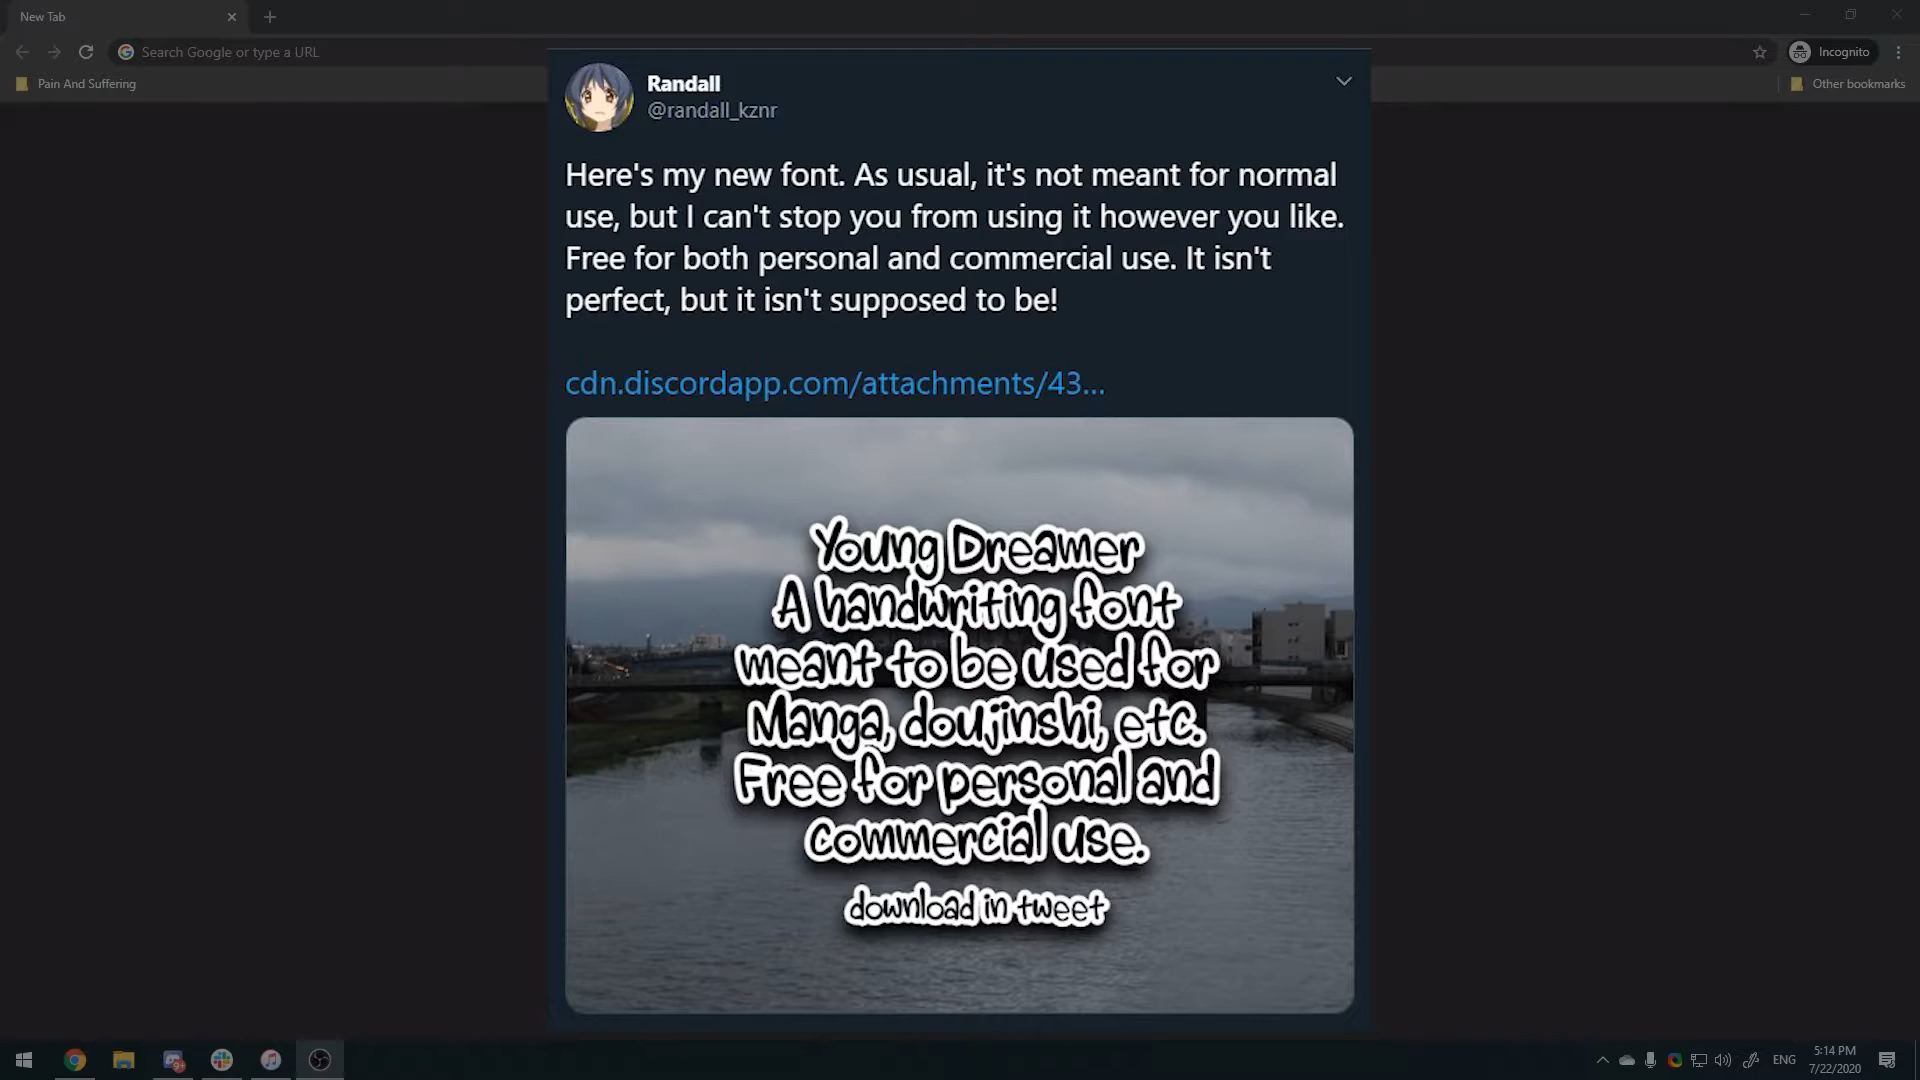 New Tab
Search Google or type a URL
Incognito
Pain And Suffering
Other bookmarks
Randall
@randall_kznr
Here's my new font. As usual, it's not meant for normal
use, but I can't stop you from using it however you like.
Free for both personal and commercial use. It isn't
perfect, but it isn't supposed to be!
cdn.discordapp.com/attachments/43...
Young Dreamer
A handwriting font
meant to be used for
Manga, doujinshi, etc.
Free for personal and
commercial use.
download in tweet
9+
ENG
5:14 PM
7/22/2020